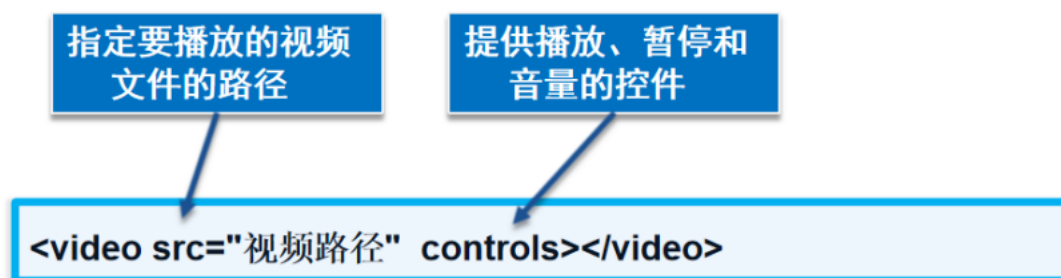 指定要播放的视频
文件的路径
提供播放、暂停和
音量的控件
<video src="视频路径"  controls></video>